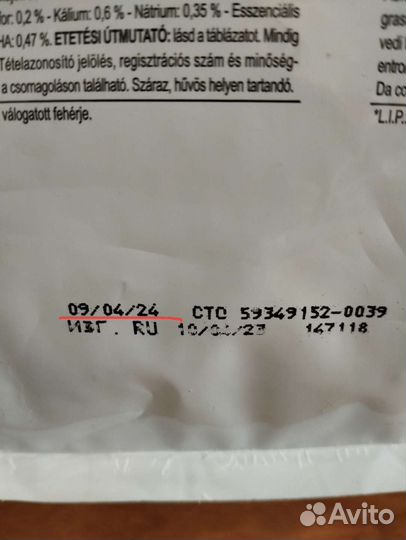 for: 0,2 % - Kálium: 0,6 % - Nátrium: 0,35 % - Esszenciális
HA: 0,47 %. ETETÉSI ÚTMUTATÓ: lásd a táblázatot. Mindig
Tételazonosító jelölés, regisztrációs szám és minőség-
a csomagoláson található. Száraz, hűvös helyen tartandó.
válogatott fehérje.
gras
vedi
entro
Da co
*L.I.P.
09/04/24 CTO 59349152-0039
ИЗГ. RU 147118
Avito